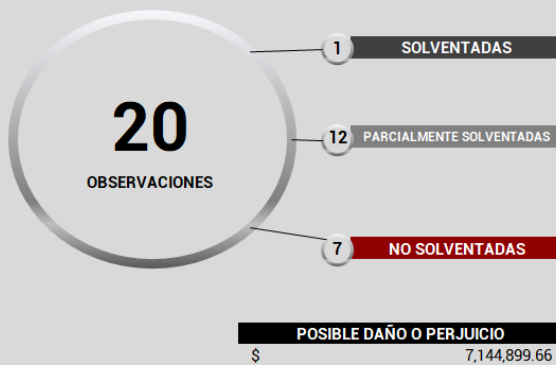 20
OBSERVACIONES
1 SOLVENTADAS
12 PARCIALMENTE SOLVENTADAS
7 NO SOLVENTADAS
POSIBLE DAÑO O PERJUICIO
$ 7,144,899.66